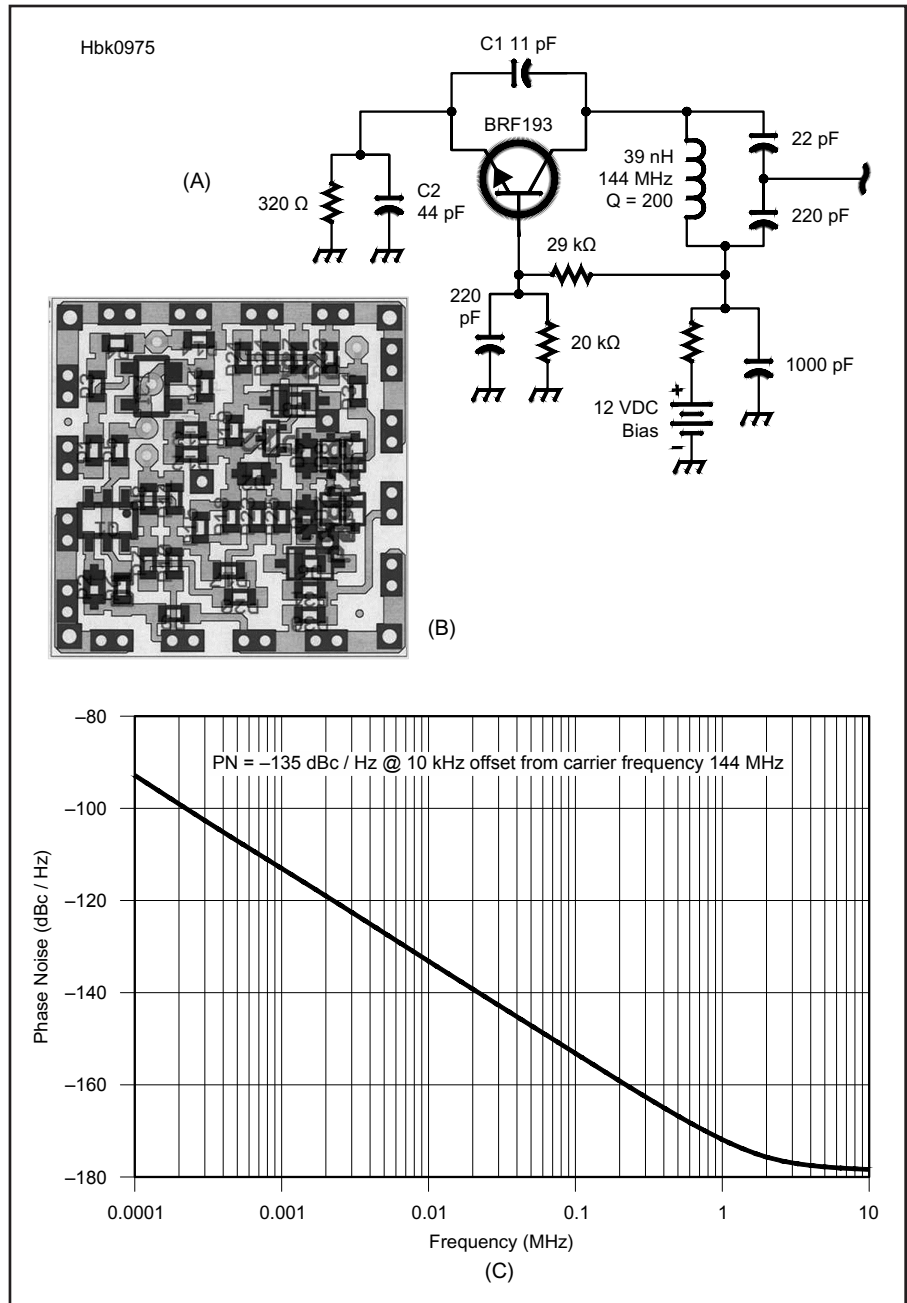 Hbk0975
C1 11 pF
BRF193
(A)
320 Ω
C2
44 pF
39 nH
144 MHz
Q = 200
22 pF
220 pF
29 kΩ
220
pF
20 kΩ
1000 pF
+
12 VDC
Bias
–
(B)
PN = –135 dBc / Hz @ 10 kHz offset from carrier frequency 144 MHz
Phase Noise (dBc / Hz)
–80
–100
–120
–140
–160
–180
0.0001
0.001
0.01
0.1
1
10
Frequency (MHz)
(C)